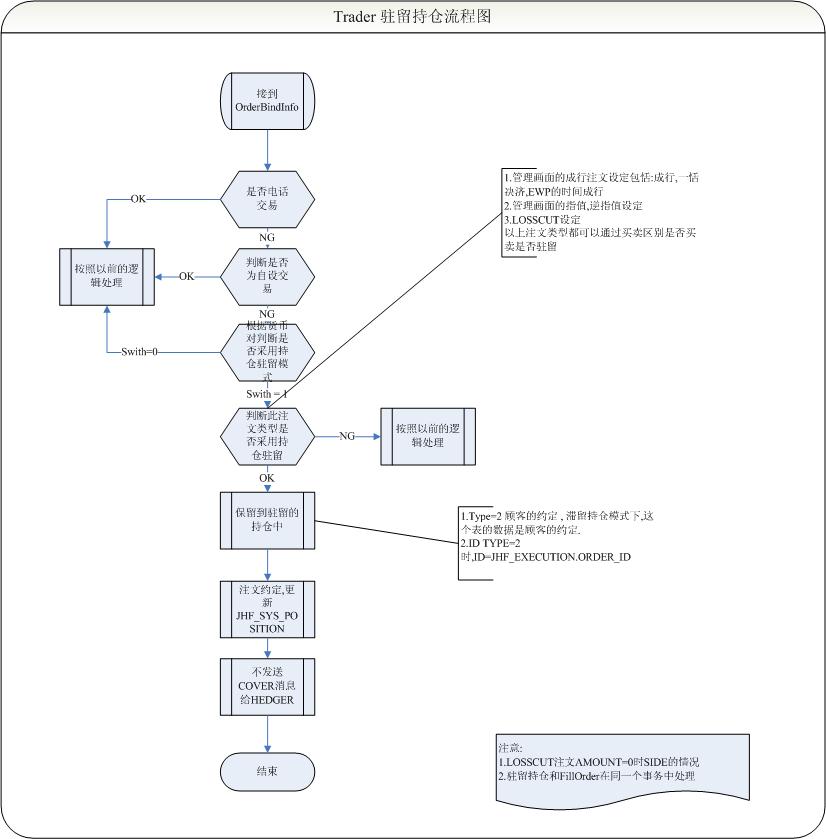 Trader 驻留持仓流程图
接到
OrderBindInfo
是否电话
交易
OK
NG
判断是否
为自设交
易
OK
按照以前的逻
辑处理
NG
根据货币
对判断是
否采用持
仓驻留模
式
Swith=0
Swith = 1
判断此注
文类型是
否采用持
仓驻留
NG
按照以前的逻
辑处理
OK
保留到驻留的
持仓中
注文约定,更
新
JHF_SYS_PO
SITION
不发送
COVER消息
给HEDGER
结束
1.管理画面的成行注文设定包括:成行,一括
决济,EWP的时间成行
2.管理画面的指值,逆指值设定
3.LOSSCUT设定
以上注文类型都可以通过买卖区别是否买
卖是否驻留
1.Type=2 顾客的约定 , 滞留持仓模式下,这
个表的数据是顾客的约定.
2.ID TYPE=2
时,ID=JHF_EXECUTION.ORDER_ID
注意:
1.LOSSCUT注文AMOUNT=0时SIDE的情况
2.驻留持仓和FillOrder在同一个事务中处理